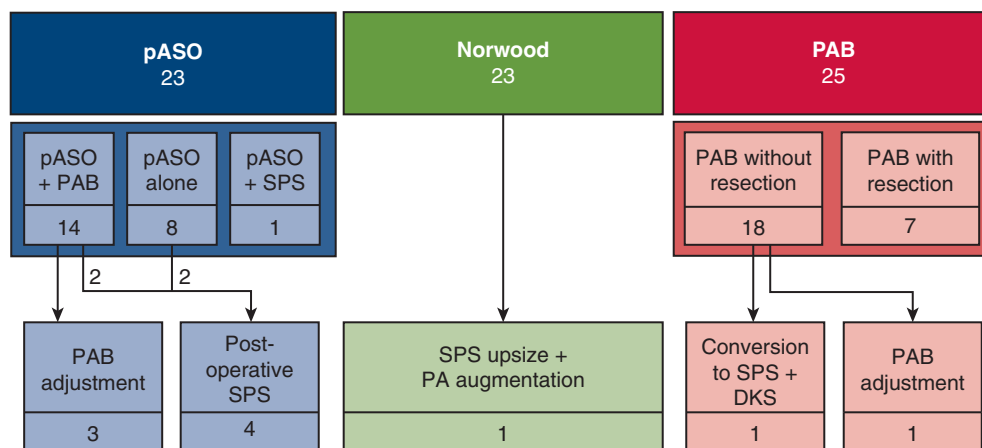 pASO
23
Norwood
23
PAB
25
pASO
+ PAB
14
pASO
alone
8
pASO
+ SPS
1
PAB without
resection
18
PAB with
resection
7
2
2
PAB
adjustment
3
Post-
operative
SPS
4
SPS upsize +
PA augmentation
1
Conversion
to SPS +
DKS
1
PAB
adjustment
1